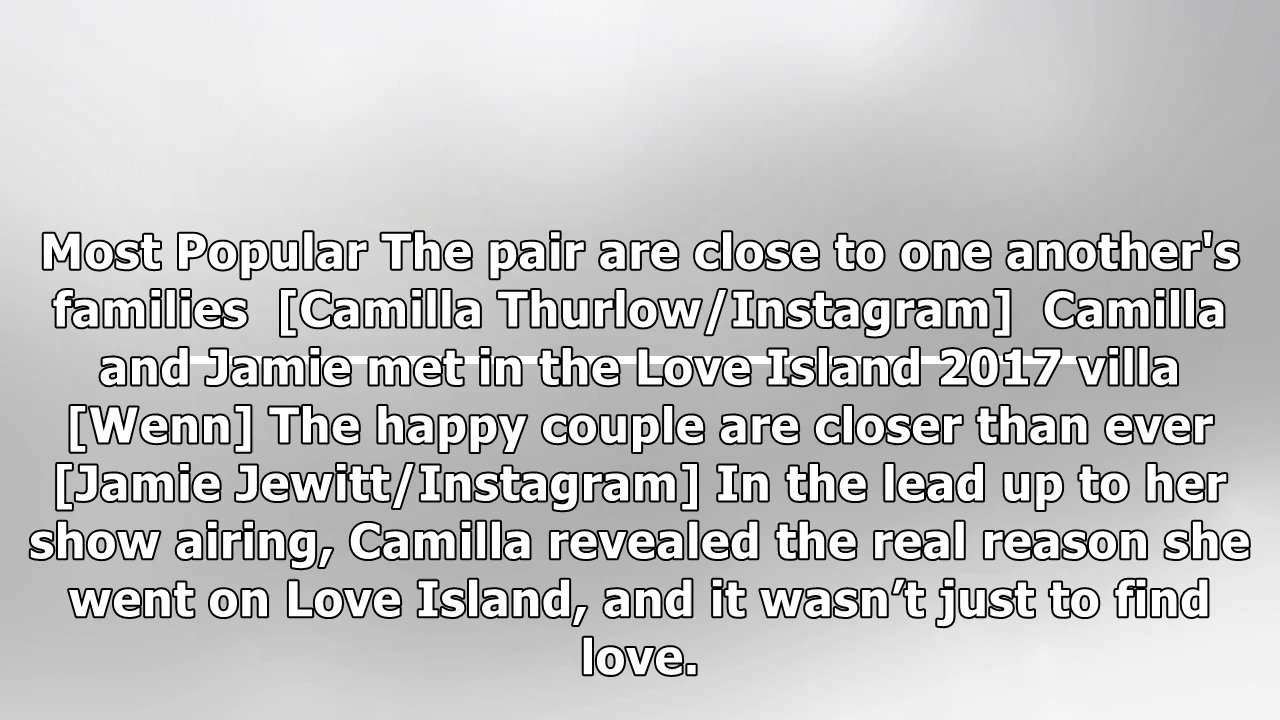 Most Popular The pair are close to one another's
families  [Camilla Thurlow/Instagram]  Camilla
and Jamie met in the Love Island 2017 villa
[Wenn] The happy couple are closer than ever
[Jamie Jewitt/Instagram] In the lead up to her
show airing, Camilla revealed the real reason she
went on Love Island, and it wasn’t just to find
love.